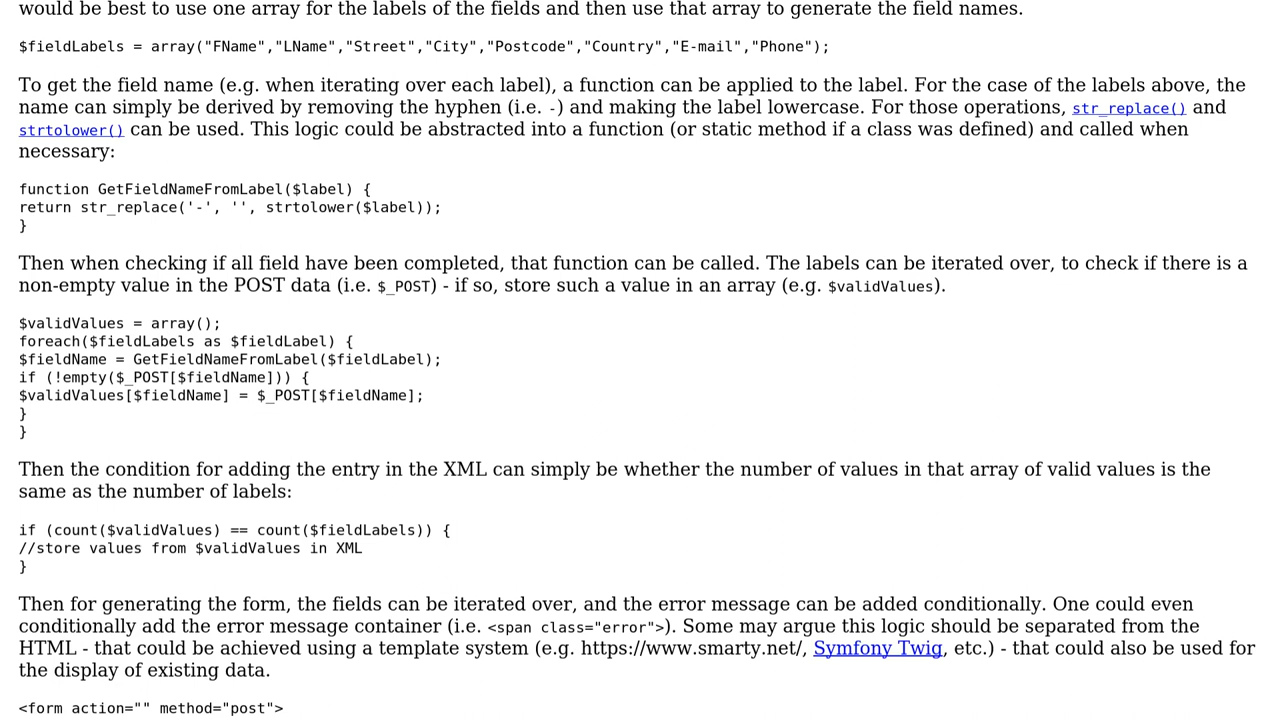 would be best to use one array for the labels of the fields and then use that array to generate the field names.
$fieldLabels = array("FName","LName","Street","City","Postcode","Country","E-mail","Phone");
To get the field name (e.g. when iterating over each label), a function can be applied to the label. For the case of the labels above, the
name can simply be derived by removing the hyphen (i.e. -) and making the label lowercase. For those operations, str_replace() and
strtolower() can be used. This logic could be abstracted into a function (or static method if a class was defined) and called when
necessary:
function GetFieldNameFromLabel($label) {
return str_replace('-', '', strtolower($label));
}
Then when checking if all field have been completed, that function can be called. The labels can be iterated over, to check if there is a
non-empty value in the POST data (i.e. $_POST) - if so, store such a value in an array (e.g. $validValues).
$validValues = array();
foreach($fieldLabels as $fieldLabel) {
$fieldName = GetFieldNameFromLabel($fieldLabel);
if (!empty($_POST[$fieldName])) {
$validValues[$fieldName] = $_POST[$fieldName];
}
}
Then the condition for adding the entry in the XML can simply be whether the number of values in that array of valid values is the
same as the number of labels:
if (count($validValues) == count($fieldLabels)) {
//store values from $validValues in XML
}
Then for generating the form, the fields can be iterated over, and the error message can be added conditionally. One could even
conditionally add the error message container (i.e. <span class="error">). Some may argue this logic should be separated from the
HTML - that could be achieved using a template system (e.g. https://www.smarty.net/, Symfony Twig, etc.) - that could also be used for
the display of existing data.
<form action="" method="post">